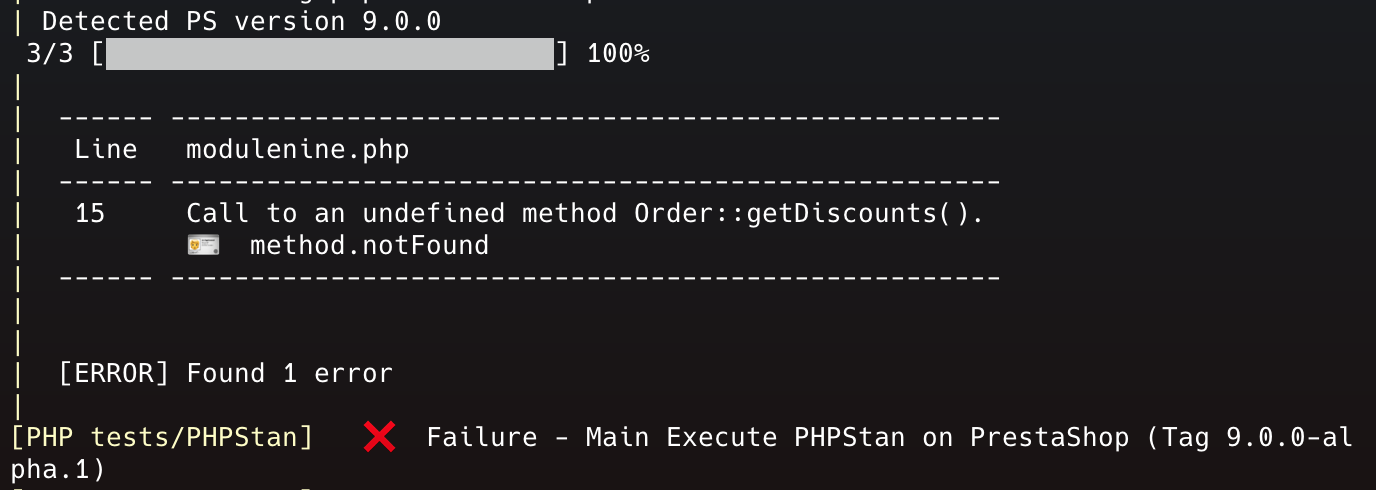 | Detected PS version 9.0.0
3/3 [] 100%
|
| ------ ----------------------------------------------------
| Line modulenine.php
| ------ ----------------------------------------------------
| 15 Call to an undefined method Order::getDiscounts().
| 🪪 method.notFound
| ------ ----------------------------------------------------
|
|
| [ERROR] Found 1 error
|
[PHP tests/PHPStan] ❌ Failure - Main Execute PHPStan on PrestaShop (Tag 9.0.0-al
pha.1)